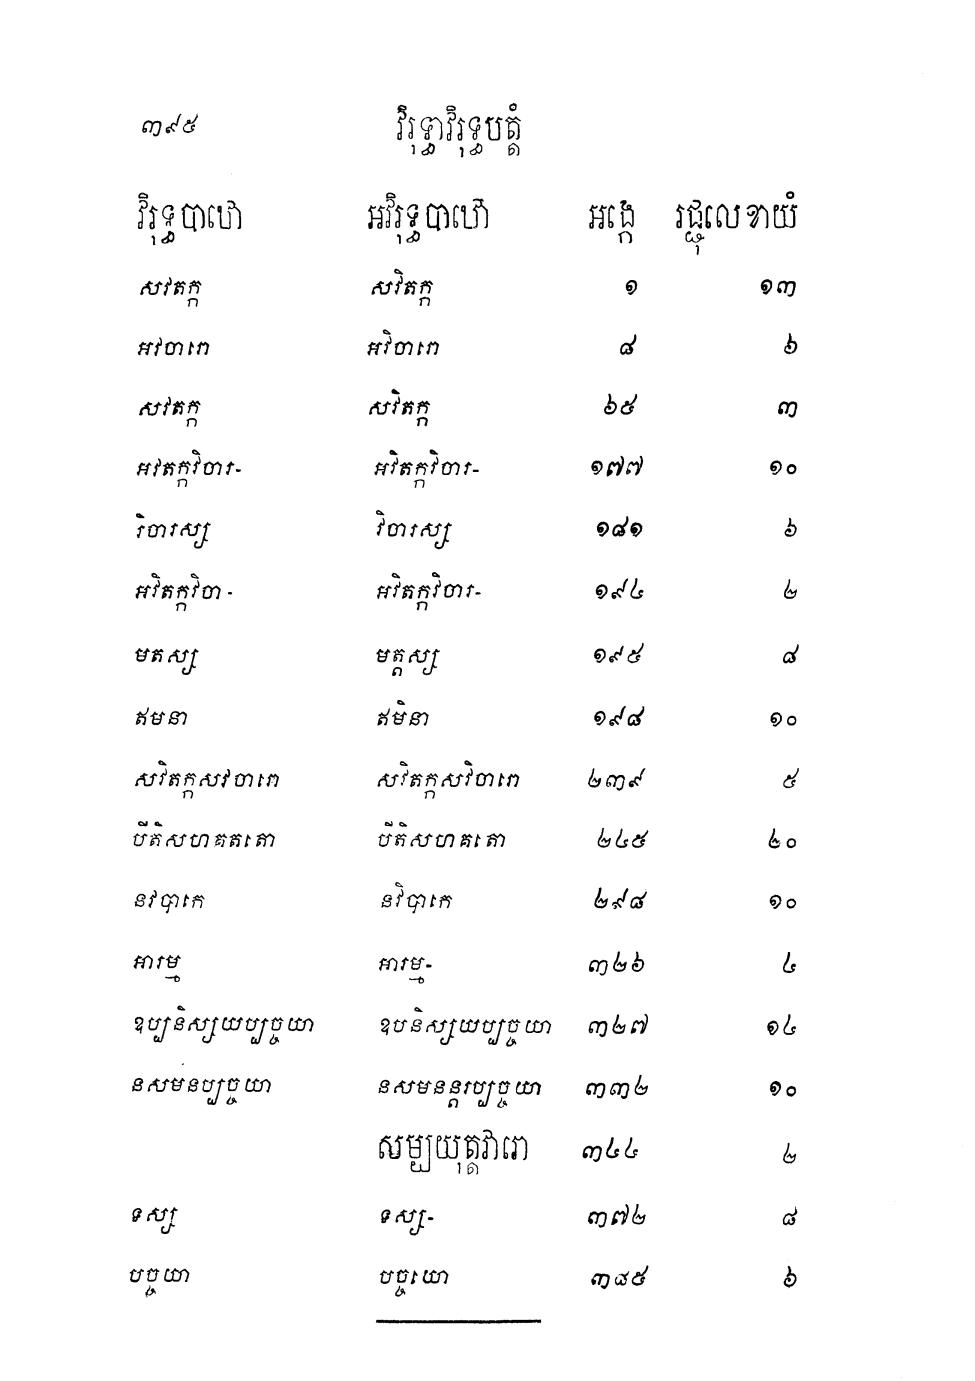 ៣៩៥ វិរុទ្ធាវិរុទ្ធបត្តំ
វិរុទ្ធបាឋោ អវិរុទ្ធបាឋោ អង្កេ រជ្ជុលេខាយំ
សវតក្ក សវិតក្ក ១ ១៣
អវចារោ អវិចារោ ៨ ៦
សវតក្ក សវិតក្ក ៦៥ ៣
អវតក្កវិចារ- អវិតក្កវិចារ- ១៧៧ ១០
រិចារស្ស វិចារស្ស ១៨១ ៦
អវិតក្កវិចា- អវិតក្កវិចារ- ១៩៤ ២
មតស្ស មត្តស្ស ១៩៥ ៨
ឥមនា ឥមិនា ១៩៨ ១០
សវិតក្កសវចារោ សវិតក្កសវិចារោ ២៣៩ ៥
បីតិសហគតតោ បីតិសហគតោ ២៤៥ ២០
នវបាកេ នវិបាកេ ២៩៨ ១០
អារម្ម អារម្ម- ៣២៦ ៤
ឧប្បនិស្សយប្បច្ចយា ឧបនិស្សយប្បច្ចយា ៣២៧ ១៤
នសមនប្បច្ចយា នសមនន្តរប្បច្ចយា ៣៣២ ១០
សម្បយុត្តវារោ ៣៤៤ ២
ទស្ស ទស្ស- ៣៧២ ៨
បច្ចយា បច្ចយោ ៣៨៥ ៦